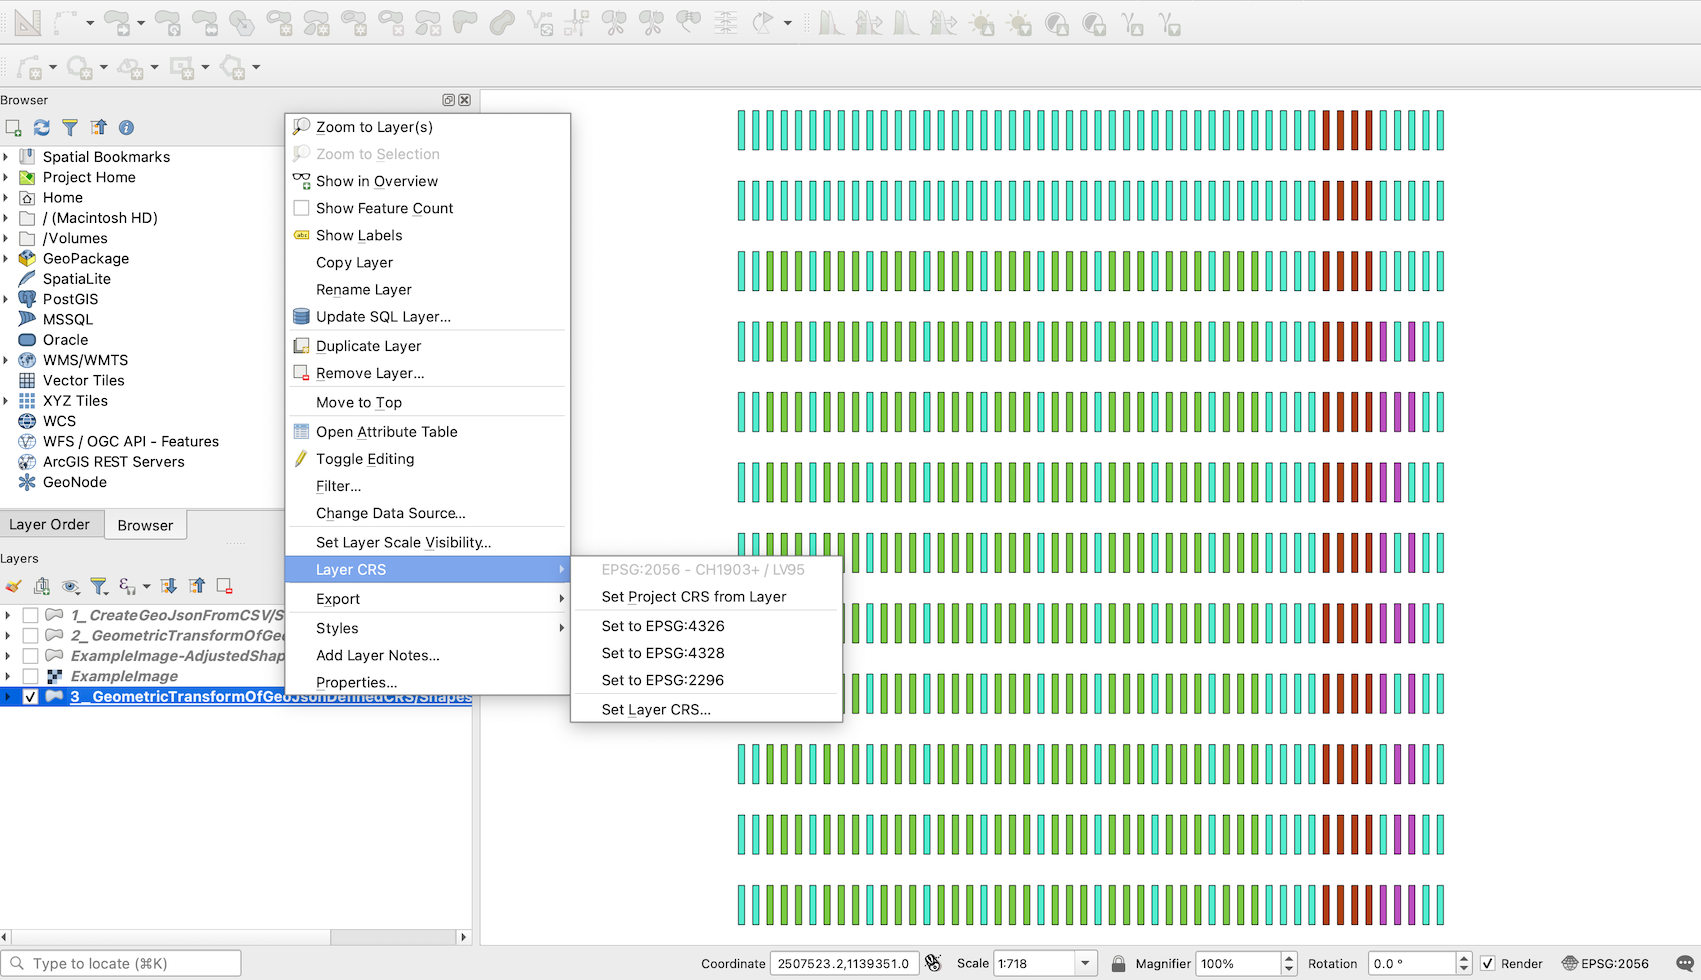 Browser
Spatial Bookmarks
Project Home
Home
/ (Macintosh HD)
/Volumes
GeoPackage
SpatiaLite
PostGIS
MSSQL
Oracle
WMS/WMTS
Vector Tiles
XYZ Tiles
WCS
WFS / OGC API - Features
ArcGIS REST Servers
GeoNode
Layer Order
Browser
Layers
1_CreateGeoJsonFromCSV/S
2_GeometricTransformOfGe
ExampleImage-AdjustedShap
ExampleImage
3_GeometricTransformOfGeoJsonDefinedCRS/Shapes
Zoom to Layer(s)
Zoom to Selection
Show in Overview
Show Feature Count
abc Show Labels
Copy Layer
Rename Layer
Update SQL Layer...
Duplicate Layer
Remove Layer...
Move to Top
Open Attribute Table
Toggle Editing
Filter...
Change Data Source...
Set Layer Scale Visibility...
Layer CRS
Export
Styles
Add Layer Notes...
Properties...
EPSG:2056 - CH1903+ / LV95
Set Project CRS from Layer
Set to EPSG:4326
Set to EPSG:4328
Set to EPSG:2296
Set Layer CRS...
Type to locate (⌘K)
Coordinate 2507523.2,1139351.0
Scale 1:718
Magnifier 100%
Rotation 0.0 °
Render
EPSG:2056